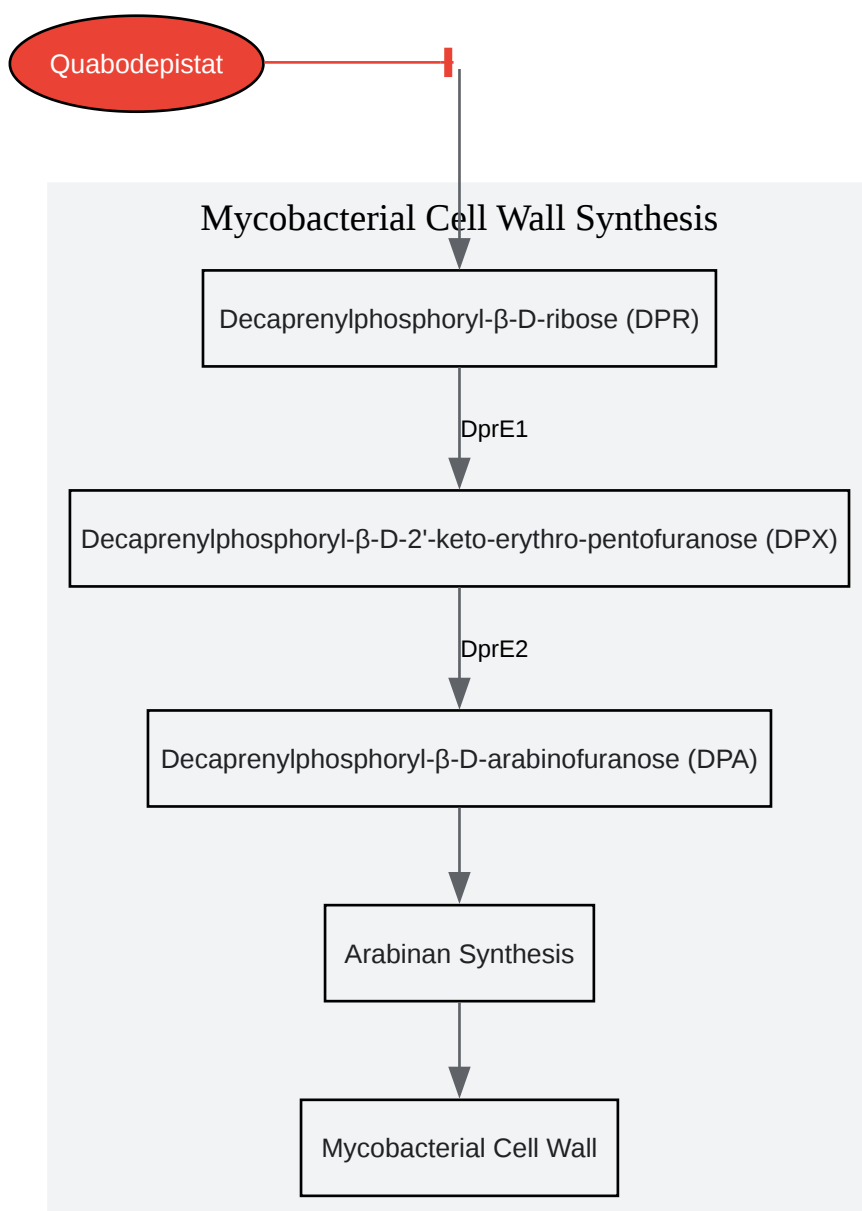 Quabodepistat
Mycobacterial Cell Wall Synthesis
Decaprenylphosphoryl-β-D-ribose (DPR)
DprE1
Decaprenylphosphoryl-β-D-2'-keto-erythro-pentofuranose (DPX)
DprE2
Decaprenylphosphoryl-β-D-arabinofuranose (DPA)
Arabinan Synthesis
Mycobacterial Cell Wall